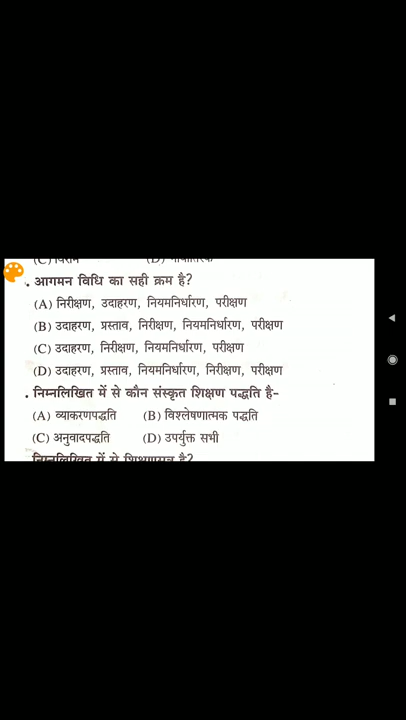 . आगमन विधि का सही क्रम है?
(A) निरीक्षण, उदाहरण, नियमनिर्धारण, परीक्षण
(B) उदाहरण, प्रस्ताव, निरीक्षण, नियमनिर्धारण, परीक्षण
(C) उदाहरण, निरीक्षण, नियमनिर्धारण, परीक्षण
(D) उदाहरण, प्रस्ताव, नियमनिर्धारण, निरीक्षण, परीक्षण
. निम्नलिखित में से कौन संस्कृत शिक्षण पद्धति है-
(A) व्याकरणपद्धति (B) विश्लेषणात्मक पद्धति
(C) अनुवादपद्धति (D) उपर्युक्त सभी
निम्नलिखित में से शिक्षणसूत्र है?